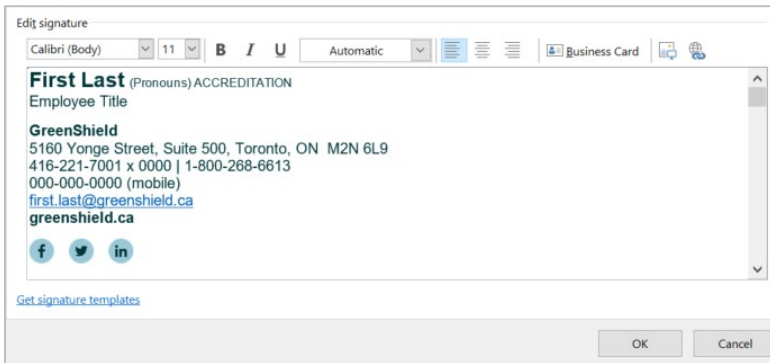 Edit signature
Calibri (Body) 11 B I U Automatic Business Card
First Last (Pronouns) ACCREDITATION
Employee Title
GreenShield
5160 Yonge Street, Suite 500, Toronto, ON M2N 6L9
416-221-7001 x 0000 | 1-800-268-6613
000-000-0000 (mobile)
first.last@greenshield.ca
greenshield.ca
f in
Get signature templates
OK Cancel